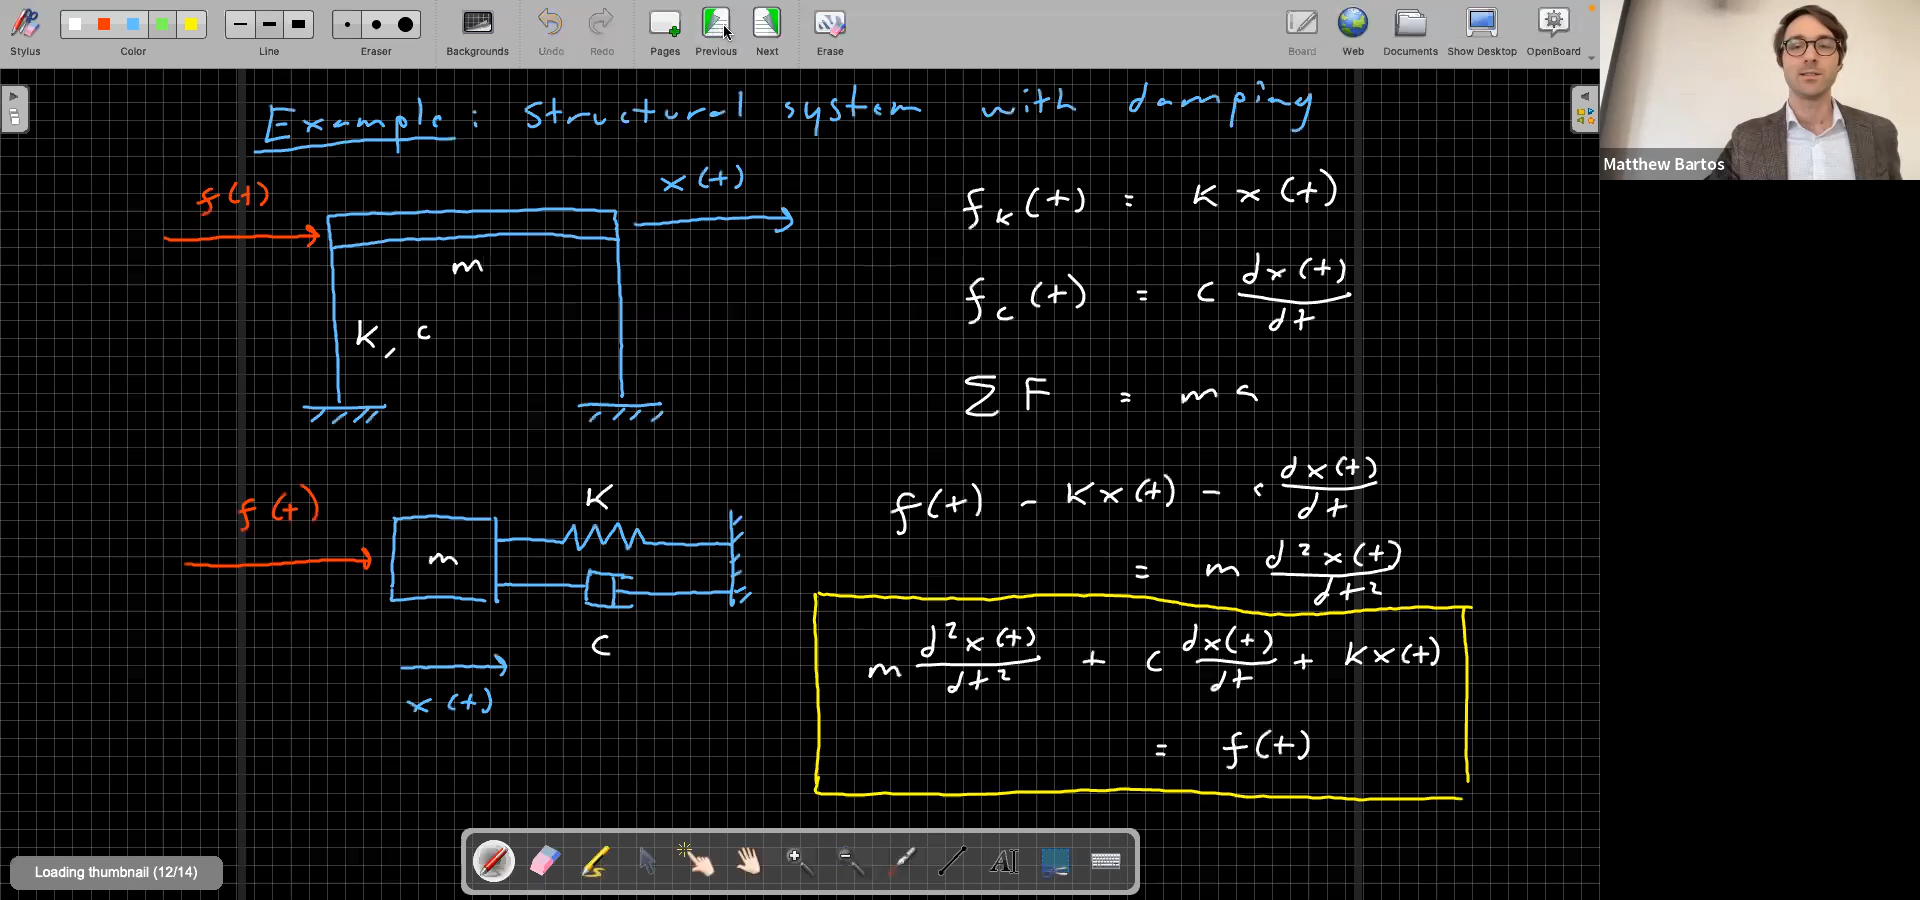 Stylus Color Line Eraser Backgrounds Undo Redo Pages Previous Next Erase Board Web Documents Show Desktop OpenBoard
Matthew Bartos
Example: structural system with damping
f(t)
x(t)
m
K, c
f(t)
K
m
c
x(t)
f_K(t) = K x(t)
f_c(t) = c dx(t)/dt
Σ F = m a
f(t) - Kx(t) - c dx(t)/dt
= m d²x(t)/dt²
m d²x(t)/dt² + c dx(t)/dt + Kx(t)
= f(t)
Loading thumbnail (12/14)
AI